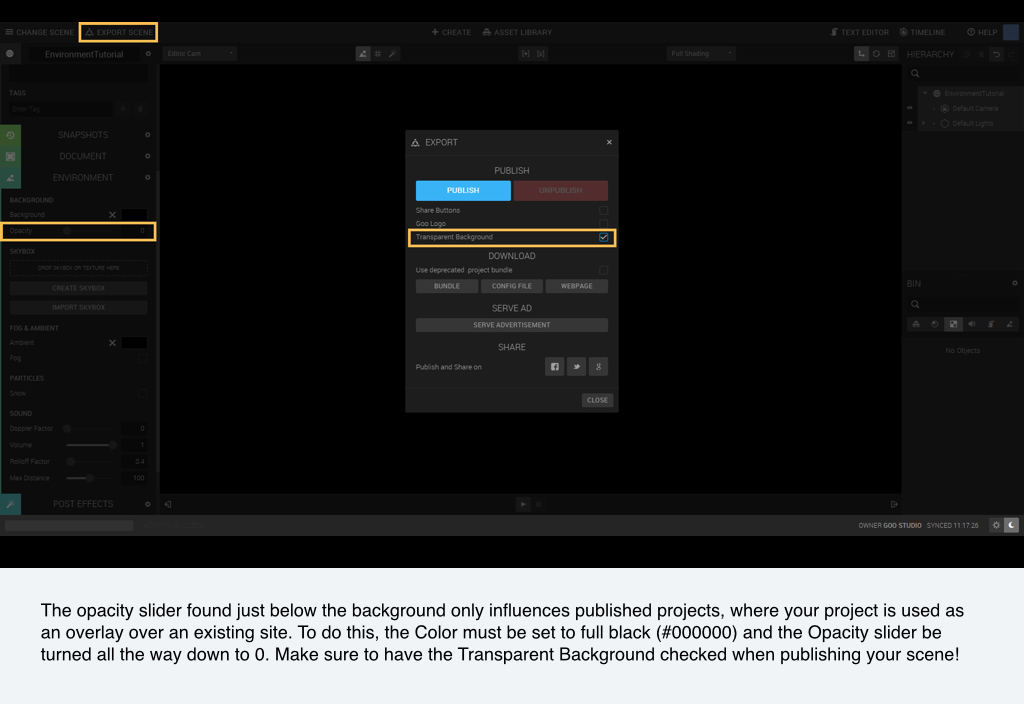 CHANGE SCENE
EXPORT SCENE
CREATE
ASSET LIBRARY
TEXT EDITOR
TIMELINE
HELP
EnvironmentTutorial
Editor Cam
Full Shading
HIERARCHY
TAGS
Enter Tag
EnvironmentTutorial
Default Camera
Default Lights
SNAPSHOTS
DOCUMENT
ENVIRONMENT
BACKGROUND
Background
Opacity 0
SKYBOX
DROP SKYBOX OR TEXTURE HERE
CREATE SKYBOX
IMPORT SKYBOX
FOG & AMBIENT
Ambient
Fog
PARTICLES
Snow
SOUND
Doppler Factor 0
Volume 1
Rolloff Factor 0.4
Max Distance 100
POST EFFECTS
EXPORT
PUBLISH
PUBLISH UNPUBLISH
Share Buttons
Goo Logo
Transparent Background
DOWNLOAD
Use deprecated .project bundle
BUNDLE CONFIG FILE WEBPAGE
SERVE AD
SERVE ADVERTISEMENT
SHARE
Publish and Share on
CLOSE
BIN
No Objects
OWNER GOO STUDIO SYNCED 11:17:26
The opacity slider found just below the background only influences published projects, where your project is used as
an overlay over an existing site. To do this, the Color must be set to full black (#000000) and the Opacity slider be
turned all the way down to 0. Make sure to have the Transparent Background checked when publishing your scene!